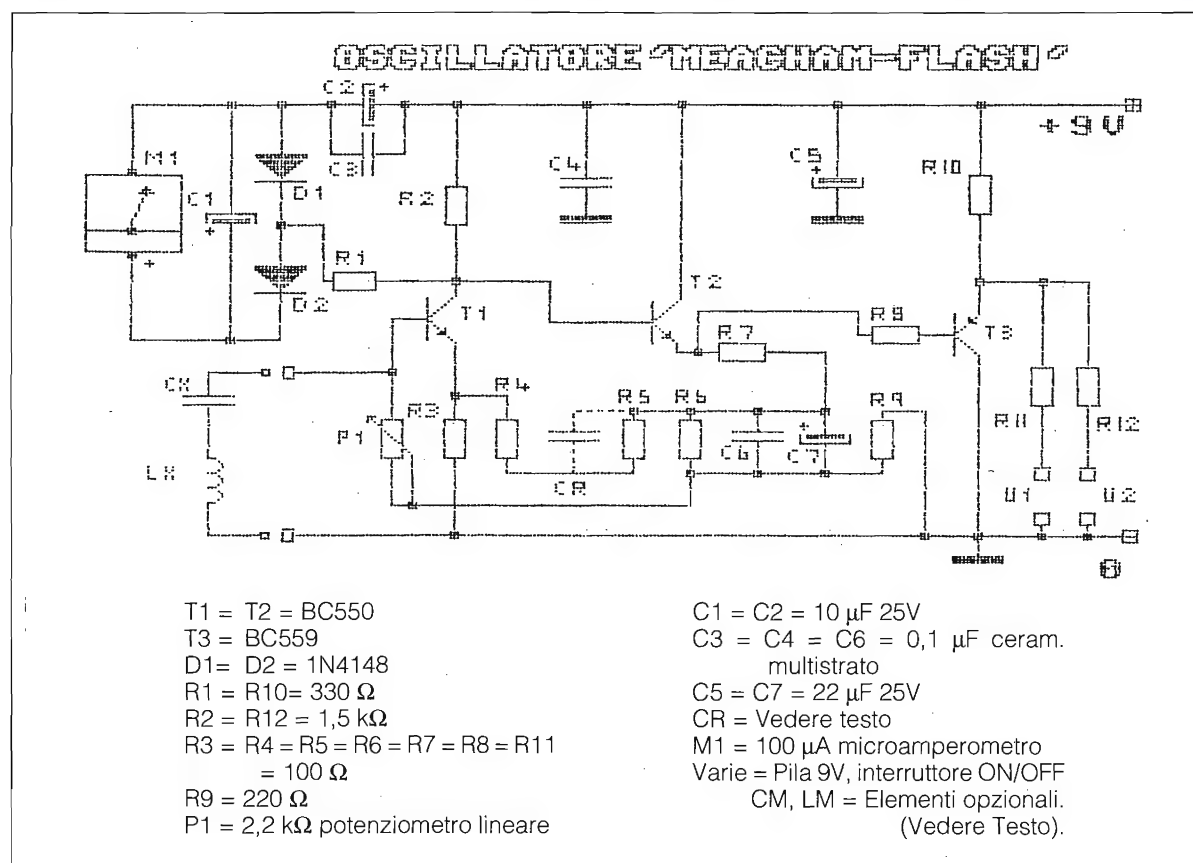 OSCILLATORE "MEACHAM-FLASH"
C2 +
+ 9V
M1
C1
D1
C3
R2
C4
C5
R10
+
+
+
+
R1
D2
T1
T2
R7
R8
T3
CX
R4
R5
R6
R9
P1
R3
+
C6
C7
R11
R12
LX
CR
U1
U2
0
T1 = T2 = BC550
T3 = BC559
D1= D2 = 1N4148
R1 = R10= 330 Ω
R2 = R12 = 1,5 kΩ
R3 = R4 = R5 = R6 = R7 = R8 = R11
= 100 Ω
R9 = 220 Ω
P1 = 2,2 kΩ potenziometro lineare
C1 = C2 = 10 µF 25V
C3 = C4 = C6 = 0,1 µF ceram.
multistrato
C5 = C7 = 22 µF 25V
CR = Vedere testo
M1 = 100 µA microamperometro
Varie = Pila 9V, interruttore ON/OFF
CM, LM = Elementi opzionali.
(Vedere Testo).